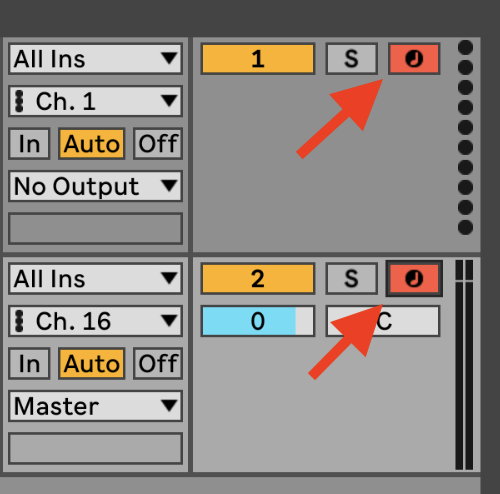 All Ins 1 S
Ch. 1
In Auto Off
No Output
All Ins 2 S
Ch. 16 0 C
In Auto Off
Master